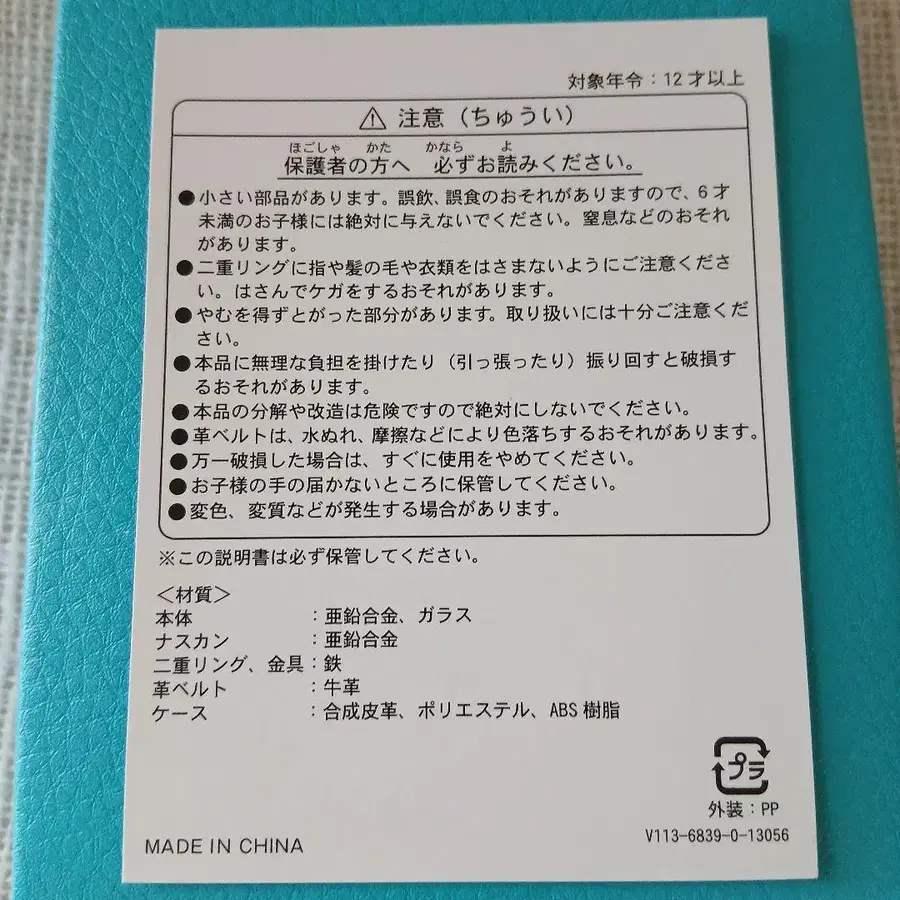 対象年令：12才以上
⚠ 注意（ちゅうい）
ほごしゃ かた かなら よ
保護者の方へ 必ずお読みください。
●小さい部品があります。誤飲、誤食のおそれがありますので、6才
未満のお子様には絶対に与えないでください。窒息などのおそれ
があります。
●二重リングに指や髪の毛や衣類をはさまないようにご注意くださ
い。はさんでケガをするおそれがあります。
●やむを得ずとがった部分があります。取り扱いには十分ご注意くだ
さい。
●本品に無理な負担を掛けたり（引っ張ったり）振り回すと破損す
るおそれがあります。
●本品の分解や改造は危険ですので絶対にしないでください。
●革ベルトは、水ぬれ、摩擦などにより色落ちするおそれがあります。
●万一破損した場合は、すぐに使用をやめてください。
●お子様の手の届かないところに保管してください。
●変色、変質などが発生する場合があります。
※この説明書は必ず保管してください。
＜材質＞
本体 ：亜鉛合金、ガラス
ナスカン ：亜鉛合金
二重リング、金具：鉄
革ベルト ：牛革
ケース ：合成皮革、ポリエステル、ABS樹脂
プラ
外装：PP
V113-6839-0-13056
MADE IN CHINA